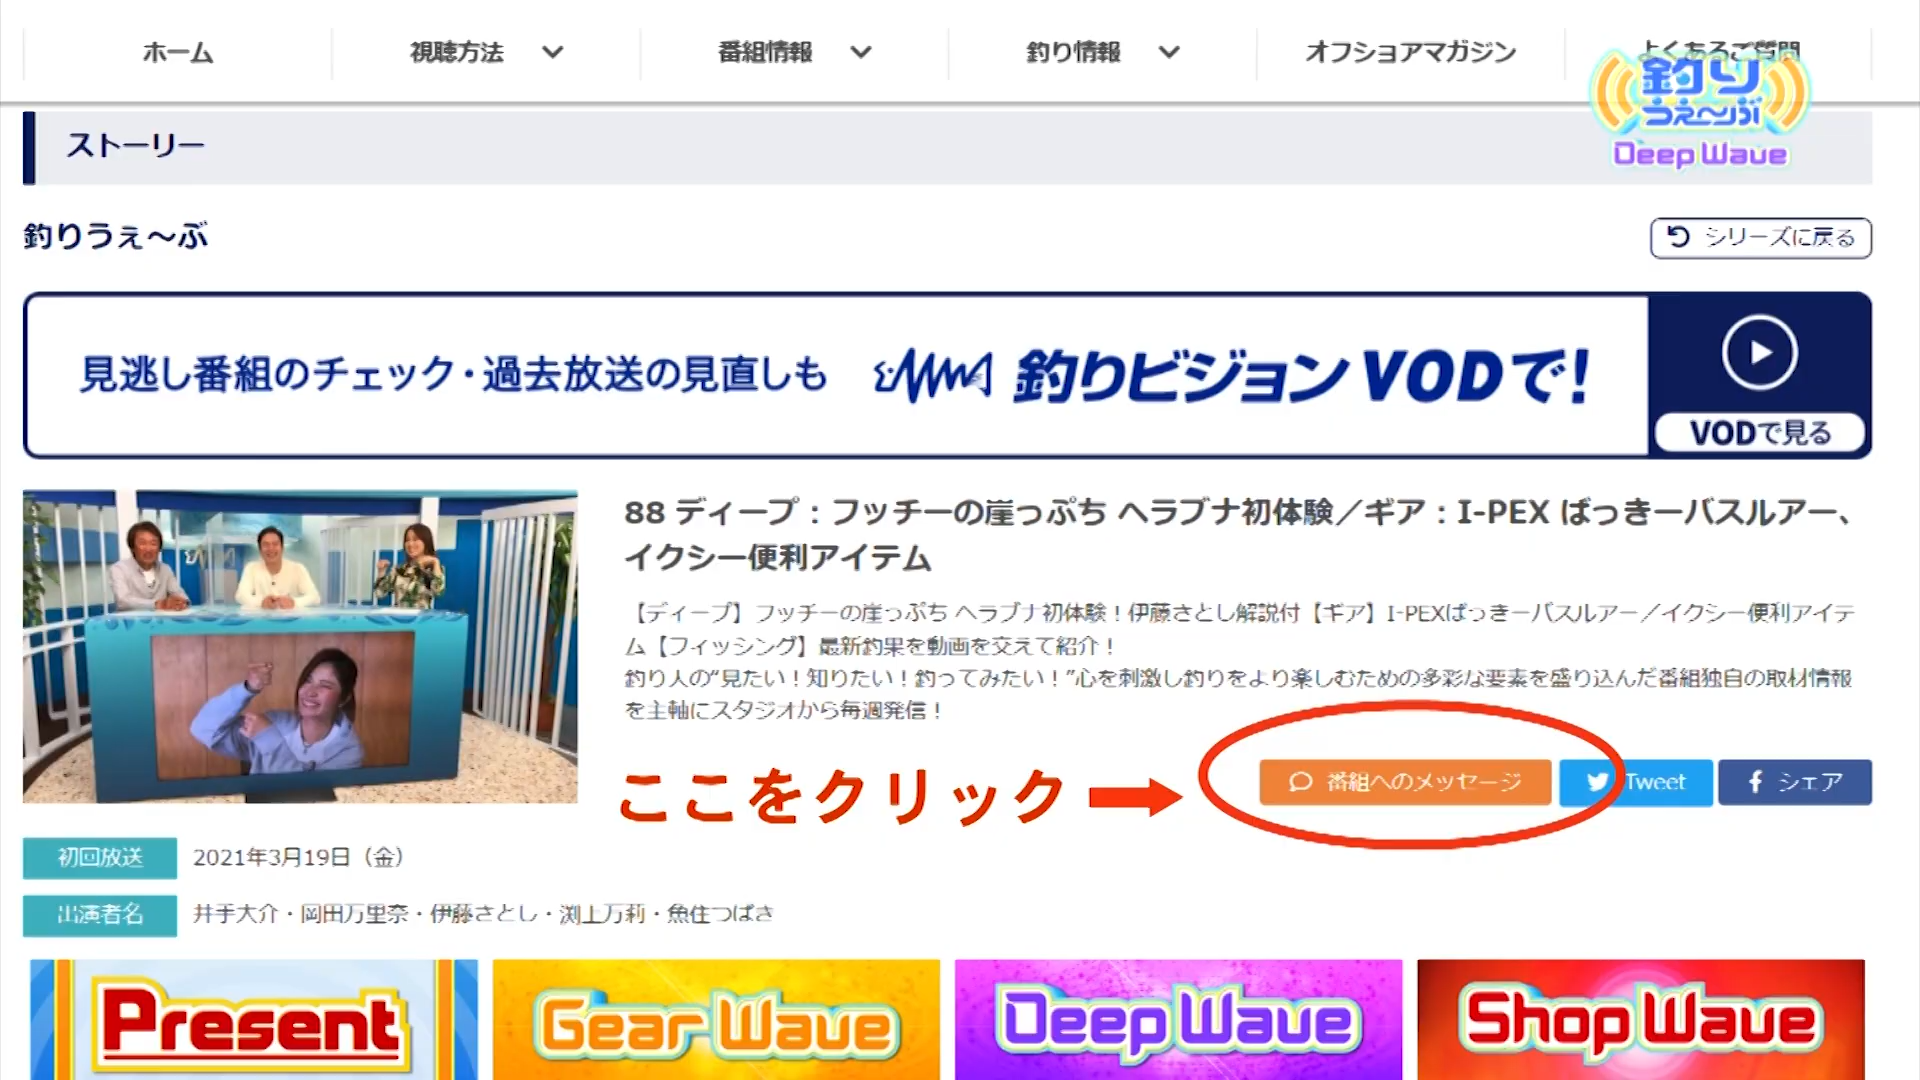 ホーム
視聴方法
番組情報
釣り情報
オフショアマガジン
よくあるご質問
釣り
うぇ〜ぶ
Deep Wave
ストーリー
釣りうぇ〜ぶ
シリーズに戻る
見逃し番組のチェック・過去放送の見直しも
釣りビジョンVODで!
VODで見る
88 ディープ：フッチーの崖っぷち ヘラブナ初体験／ギア：I-PEX ばっきーバスルアー、
イクシー便利アイテム
【ディープ】フッチーの崖っぷち ヘラブナ初体験！伊藤さとし解説付【ギア】I-PEXばっきーバスルアー／イクシー便利アイテ
ム【フィッシング】最新釣果を動画を交えて紹介！
釣り人の“見たい！知りたい！釣ってみたい！”心を刺激し釣りをより楽しむための多彩な要素を盛り込んだ番組独自の取材情報
を主軸にスタジオから毎週発信！
ここをクリック
番組へのメッセージ
Tweet
シェア
初回放送
2021年3月19日（金）
出演者名
井手大介・岡田万里奈・伊藤さとし・渕上万莉・魚住つばさ
Present
Gear Wave
Deep Wave
Shop Wave